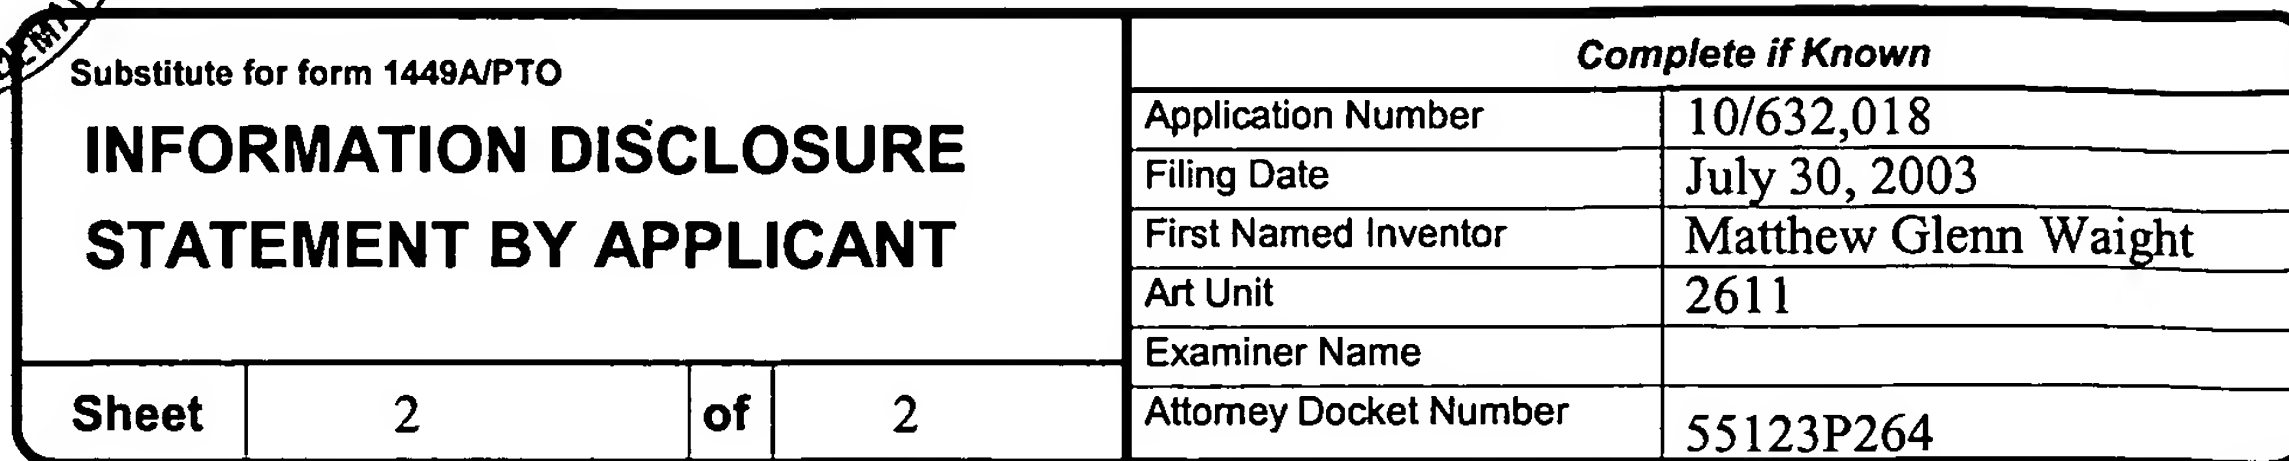 Substitute for form 1449A/PTO
INFORMATION DISCLOSURE
STATEMENT BY APPLICANT
Sheet 2 of 2
Complete if Known
Application Number 10/632,018
Filing Date July 30, 2003
First Named Inventor Matthew Glenn Waight
Art Unit 2611
Examiner Name
Attorney Docket Number 55123P264